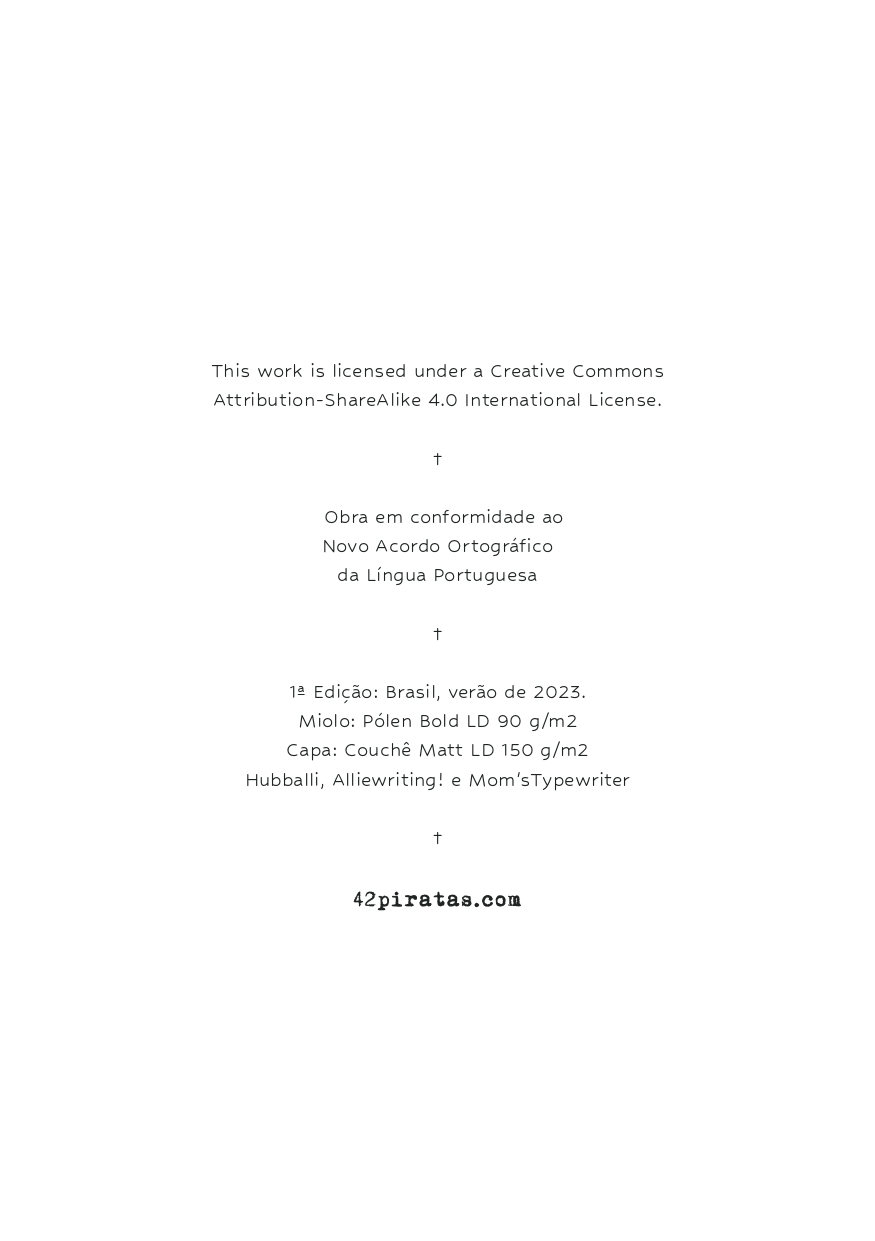 This work is licensed under a Creative Commons
Attribution-ShareAlike 4.0 International License.
†
Obra em conformidade ao
Novo Acordo Ortográfico
da Língua Portuguesa
†
1ª Edição: Brasil, verão de 2023.
Miolo: Pólen Bold LD 90 g/m2
Capa: Couchê Matt LD 150 g/m2
Hubballi, Alliewriting! e Mom’sTypewriter
†
42piratas.com